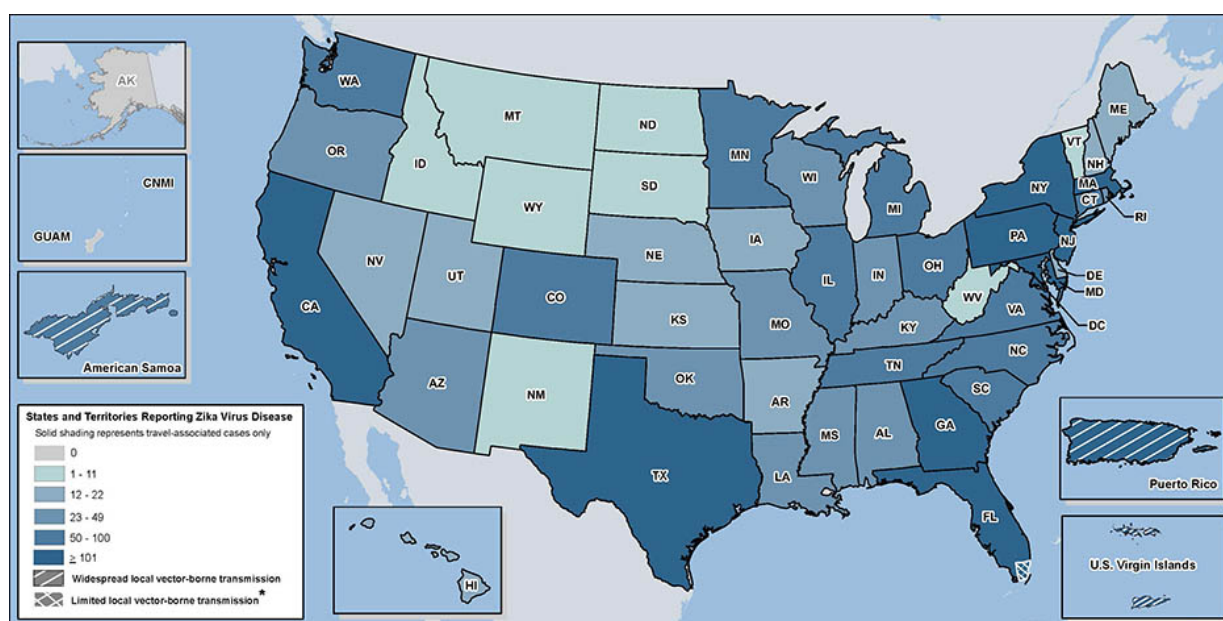 AK
CNMI
GUAM
American Samoa
States and Territories Reporting Zika Virus Disease
Solid shading represents travel-associated cases only
0
1 - 11
12 - 22
23 - 49
50 - 100
≥ 101
Widespread local vector-borne transmission
Limited local vector-borne transmission*
WA
MT
ND
MN
ME
VT
NH
OR
ID
WI
SD
NY
MA
WY
MI
CT
RI
IA
PA
NJ
NE
NV
OH
UT
IL
IN
DE
CO
MD
WV
CA
VA
KS
MO
KY
DC
NC
TN
AZ
OK
NM
AR
SC
MS
AL
GA
TX
LA
FL
HI
Puerto Rico
U.S. Virgin Islands